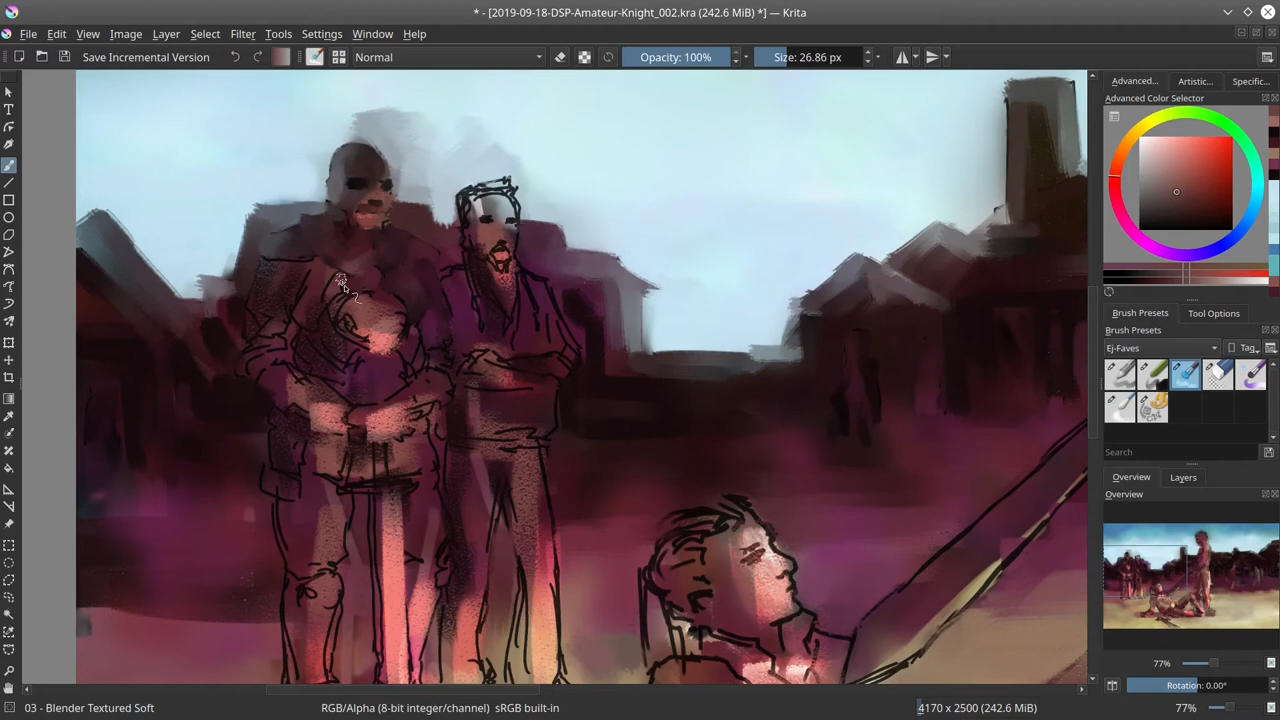 * - [2019-09-18-DSP-Amateur-Knight_002.kra (242.6 MiB) *] — Krita
File Edit View Image Layer Select Filter Tools Settings Window Help
Save Incremental Version Normal Opacity: 100% Size: 26.86 px
Advanced... Artistic... Specific...
Advanced Color Selector
Brush Presets Tool Options
Brush Presets
Ej-Faves Tag
Search
Overview Layers
Overview
77%
Rotation: 0.00°
03 - Blender Textured Soft RGB/Alpha (8-bit integer/channel) sRGB built-in 4170 x 2500 (242.6 MiB) 77%